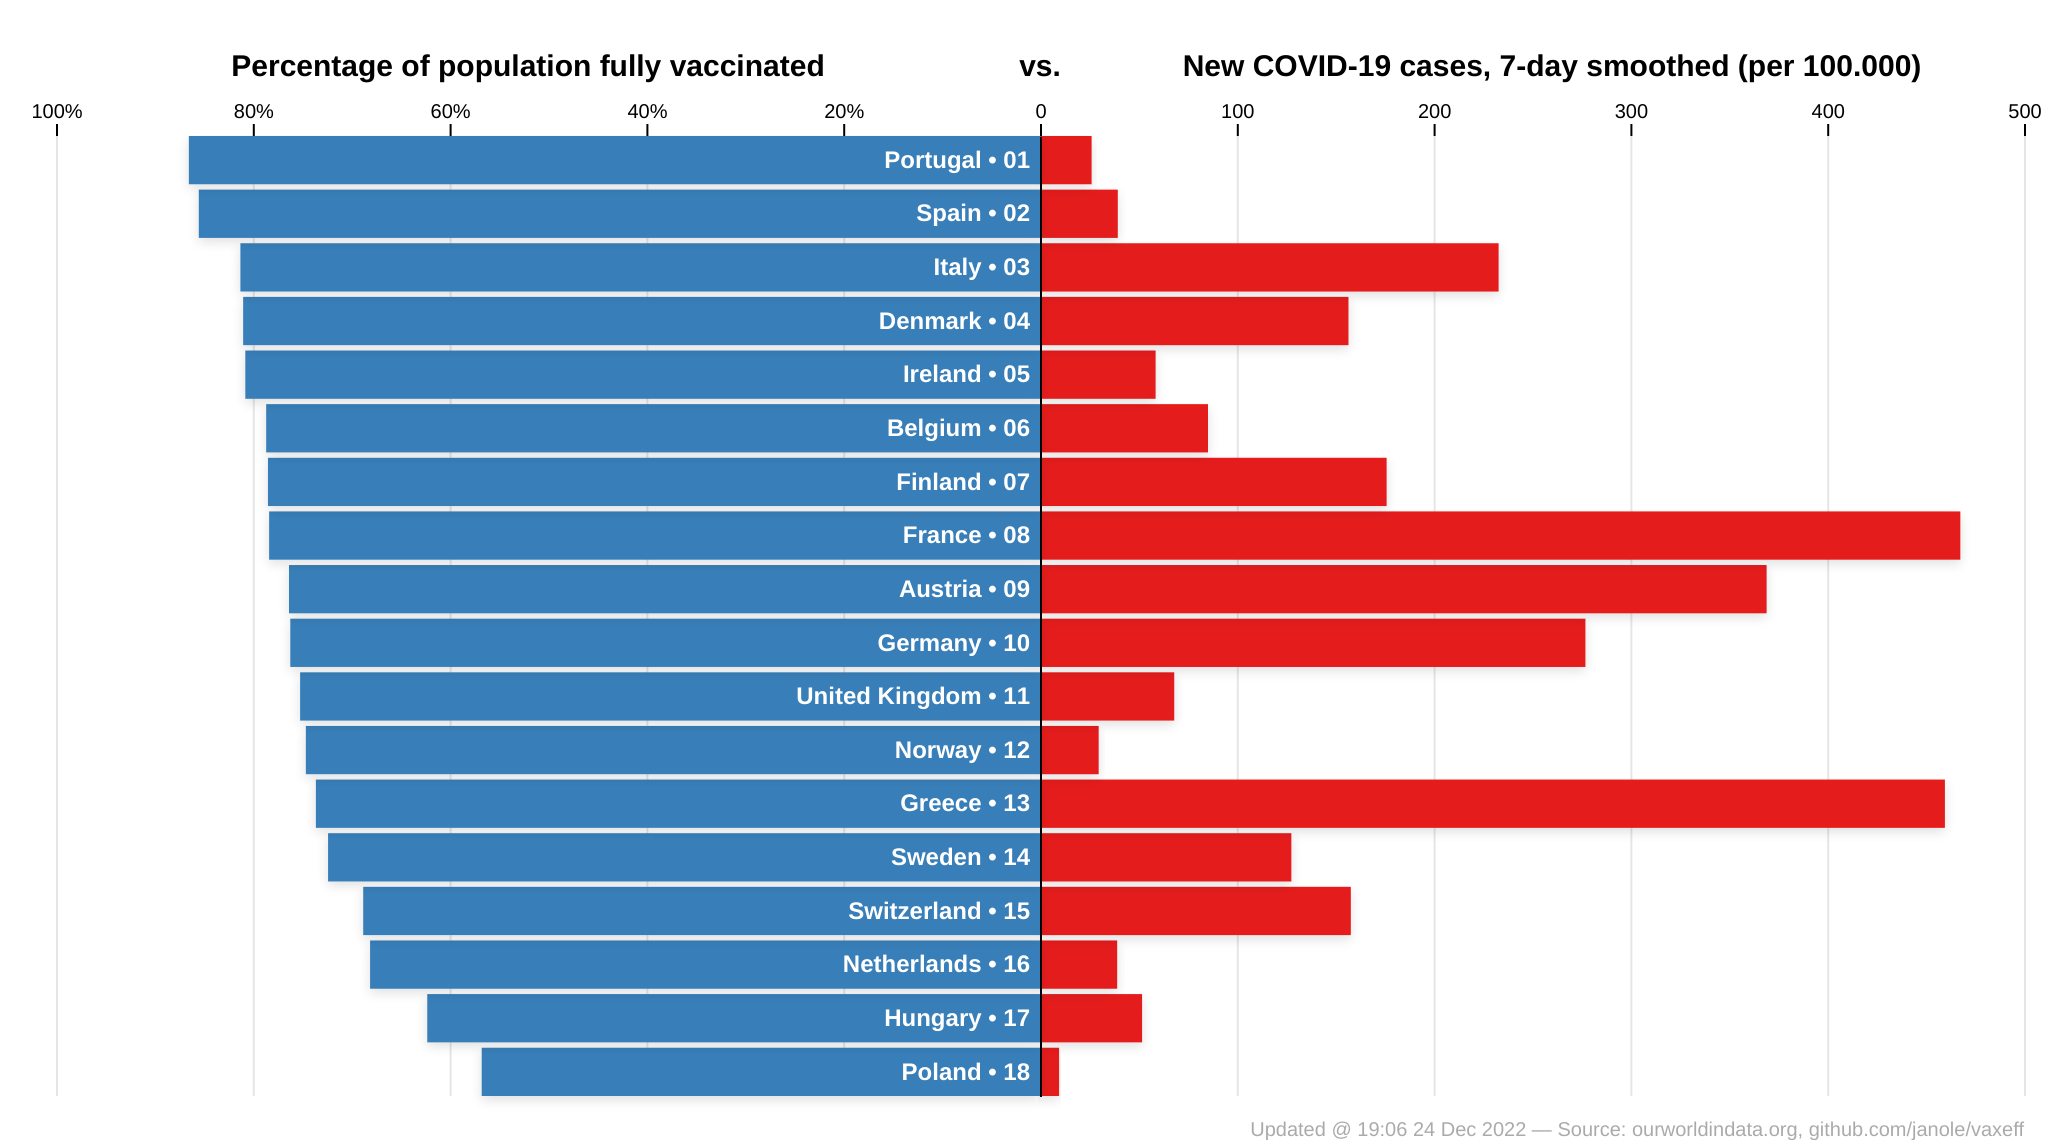 Percentage of population fully vaccinated vs. New COVID-19 cases, 7-day smoothed (per 100.000)
100% 80% 60% 40% 20% 0 100 200 300 400 500
Portugal • 01
Spain • 02
Italy • 03
Denmark • 04
Ireland • 05
Belgium • 06
Finland • 07
France • 08
Austria • 09
Germany • 10
United Kingdom • 11
Norway • 12
Greece • 13
Sweden • 14
Switzerland • 15
Netherlands • 16
Hungary • 17
Poland • 18
Updated @ 19:06 24 Dec 2022 — Source: ourworldindata.org, github.com/janole/vaxeff